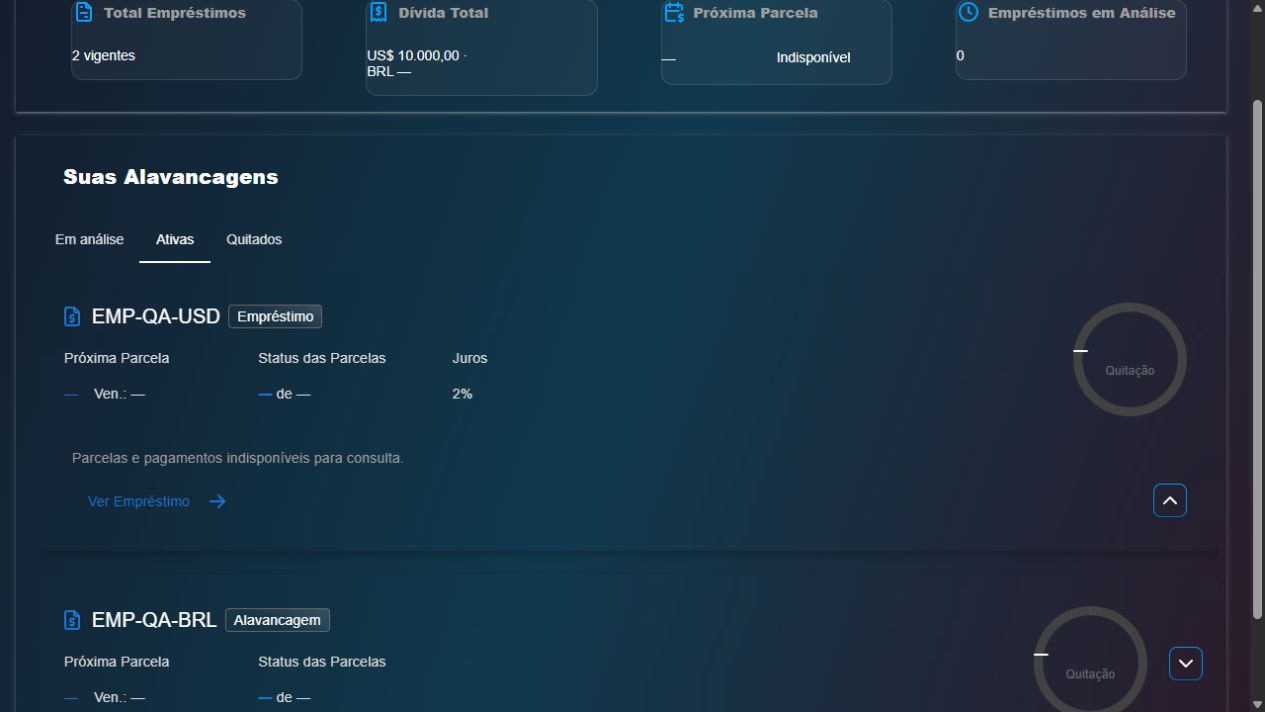 Total Empréstimos
Dívida Total
Próxima Parcela
Empréstimos em Análise
2 vigentes
US$ 10.000,00 ·
BRL —
— Indisponível
0
Suas Alavancagens
Em análise Ativas Quitados
EMP-QA-USD Empréstimo
Próxima Parcela Status das Parcelas Juros
— Ven.: — — de — 2%
— Quitação
Parcelas e pagamentos indisponíveis para consulta.
Ver Empréstimo →
EMP-QA-BRL Alavancagem
Próxima Parcela Status das Parcelas
— Ven.: — — de —
— Quitação